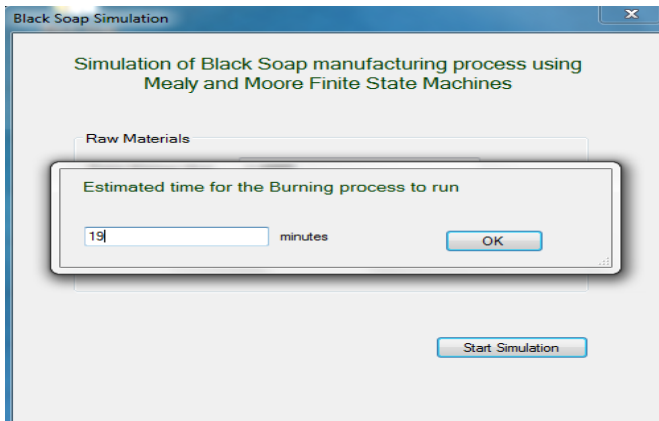 Black Soap Simulation
Simulation of Black Soap manufacturing process using
Mealy and Moore Finite State Machines
Raw Materials
Estimated time for the Burning process to run
19 minutes
OK
Start Simulation